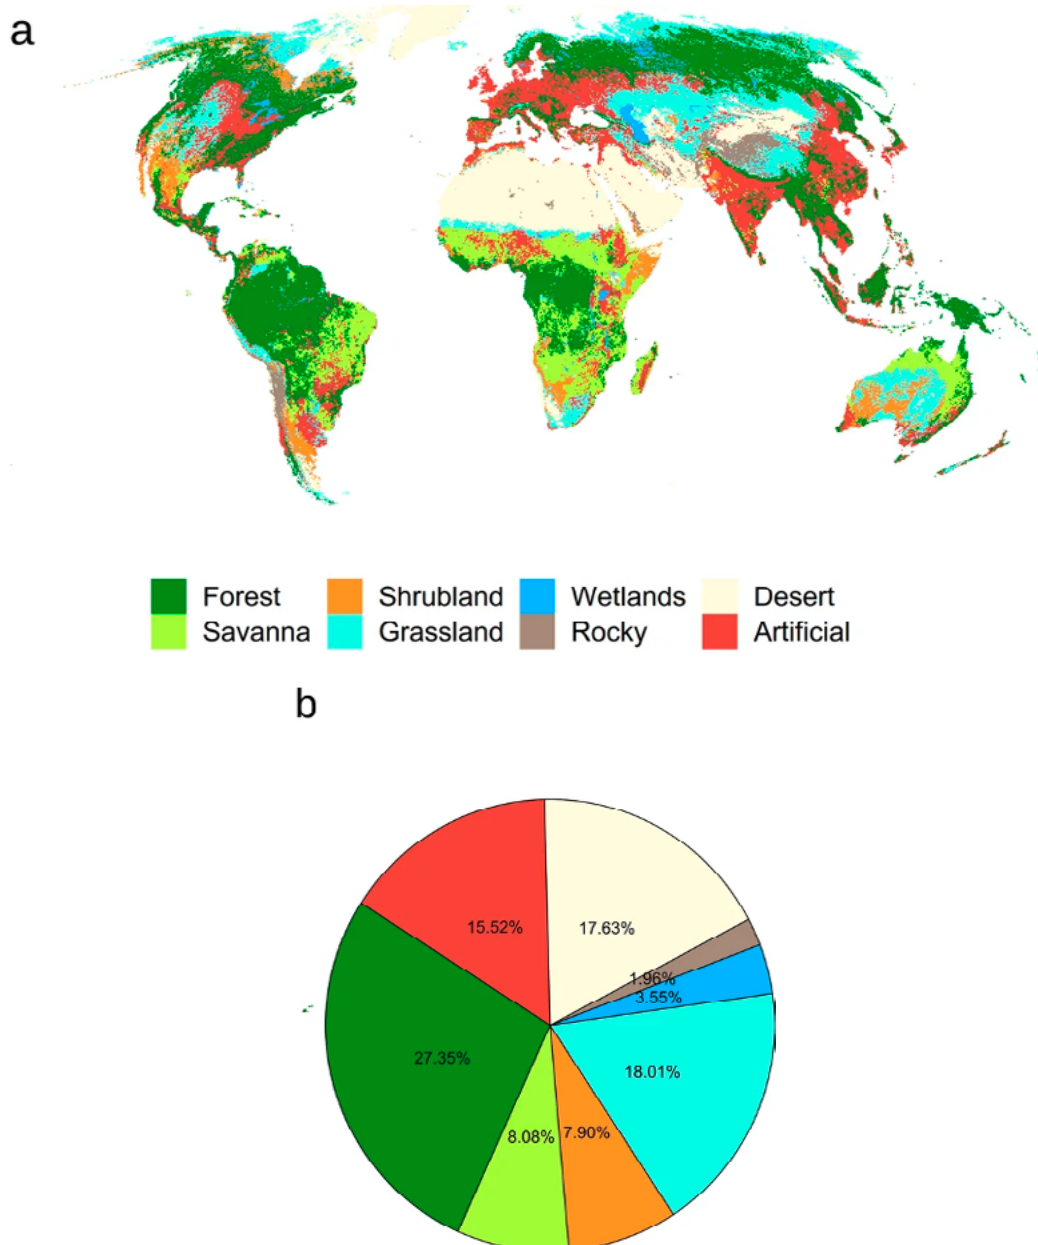 a
Forest Shrubland Wetlands Desert
Savanna Grassland Rocky Artificial
b
15.52% 17.63%
1.96%
3.55%
27.35% 18.01%
8.08% 7.90%